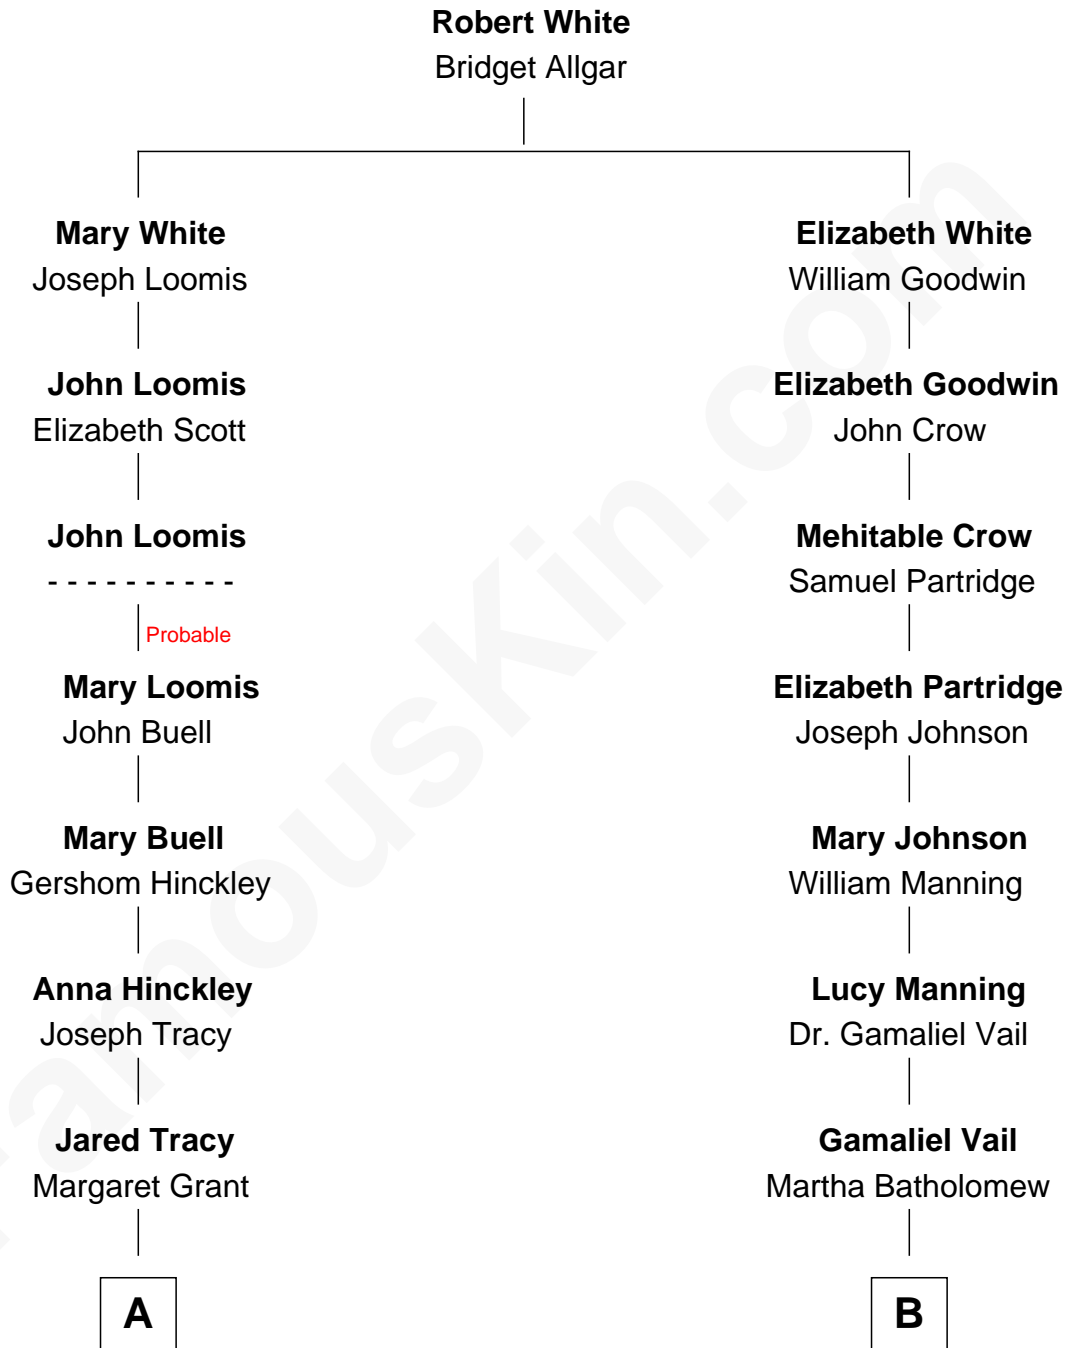 Robert White
Bridget Allgar
Mary White
Joseph Loomis
Elizabeth White
William Goodwin
John Loomis
Elizabeth Scott
Elizabeth Goodwin
John Crow
John Loomis
- - - - - - - - - -
Mehitable Crow
Samuel Partridge
Probable
Mary Loomis
John Buell
Elizabeth Partridge
Joseph Johnson
Mary Buell
Gershom Hinckley
Mary Johnson
William Manning
Anna Hinckley
Joseph Tracy
Lucy Manning
Dr. Gamaliel Vail
Jared Tracy
Margaret Grant
Gamaliel Vail
Martha Batholomew
A
B
FamousKin.com